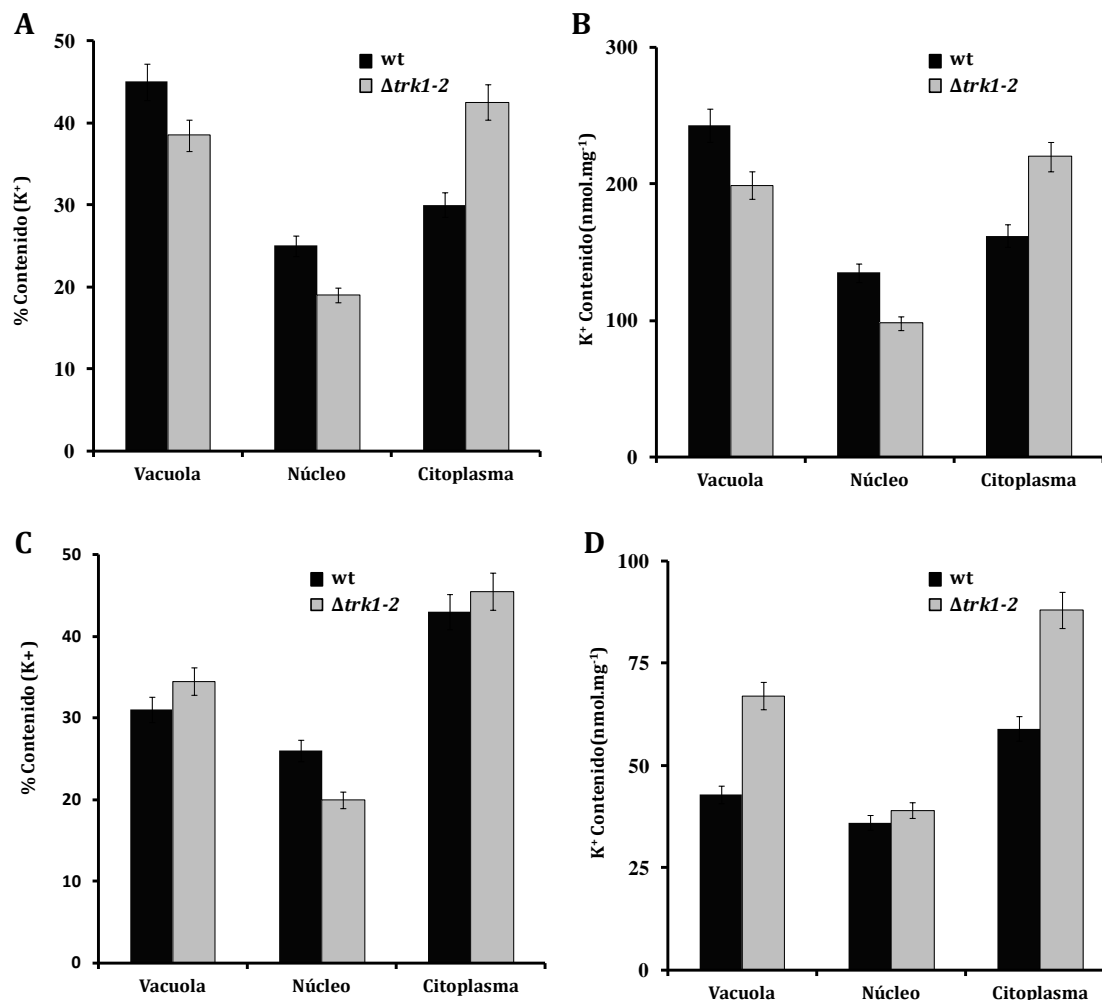 A
50
40
30
20
10
0
% Contenido (K⁺)
wt
Δtrk1-2
Vacuola
Núcleo
Citoplasma
B
300
200
100
0
K⁺ Contenido(nmol.mg⁻¹)
wt
Δtrk1-2
Vacuola
Núcleo
Citoplasma
C
50
40
30
20
10
0
% Contenido (K+)
wt
Δtrk1-2
Vacuola
Núcleo
Citoplasma
D
100
75
50
25
0
K⁺ Contenido(nmol.mg⁻¹)
wt
Δtrk1-2
Vacuola
Núcleo
Citoplasma